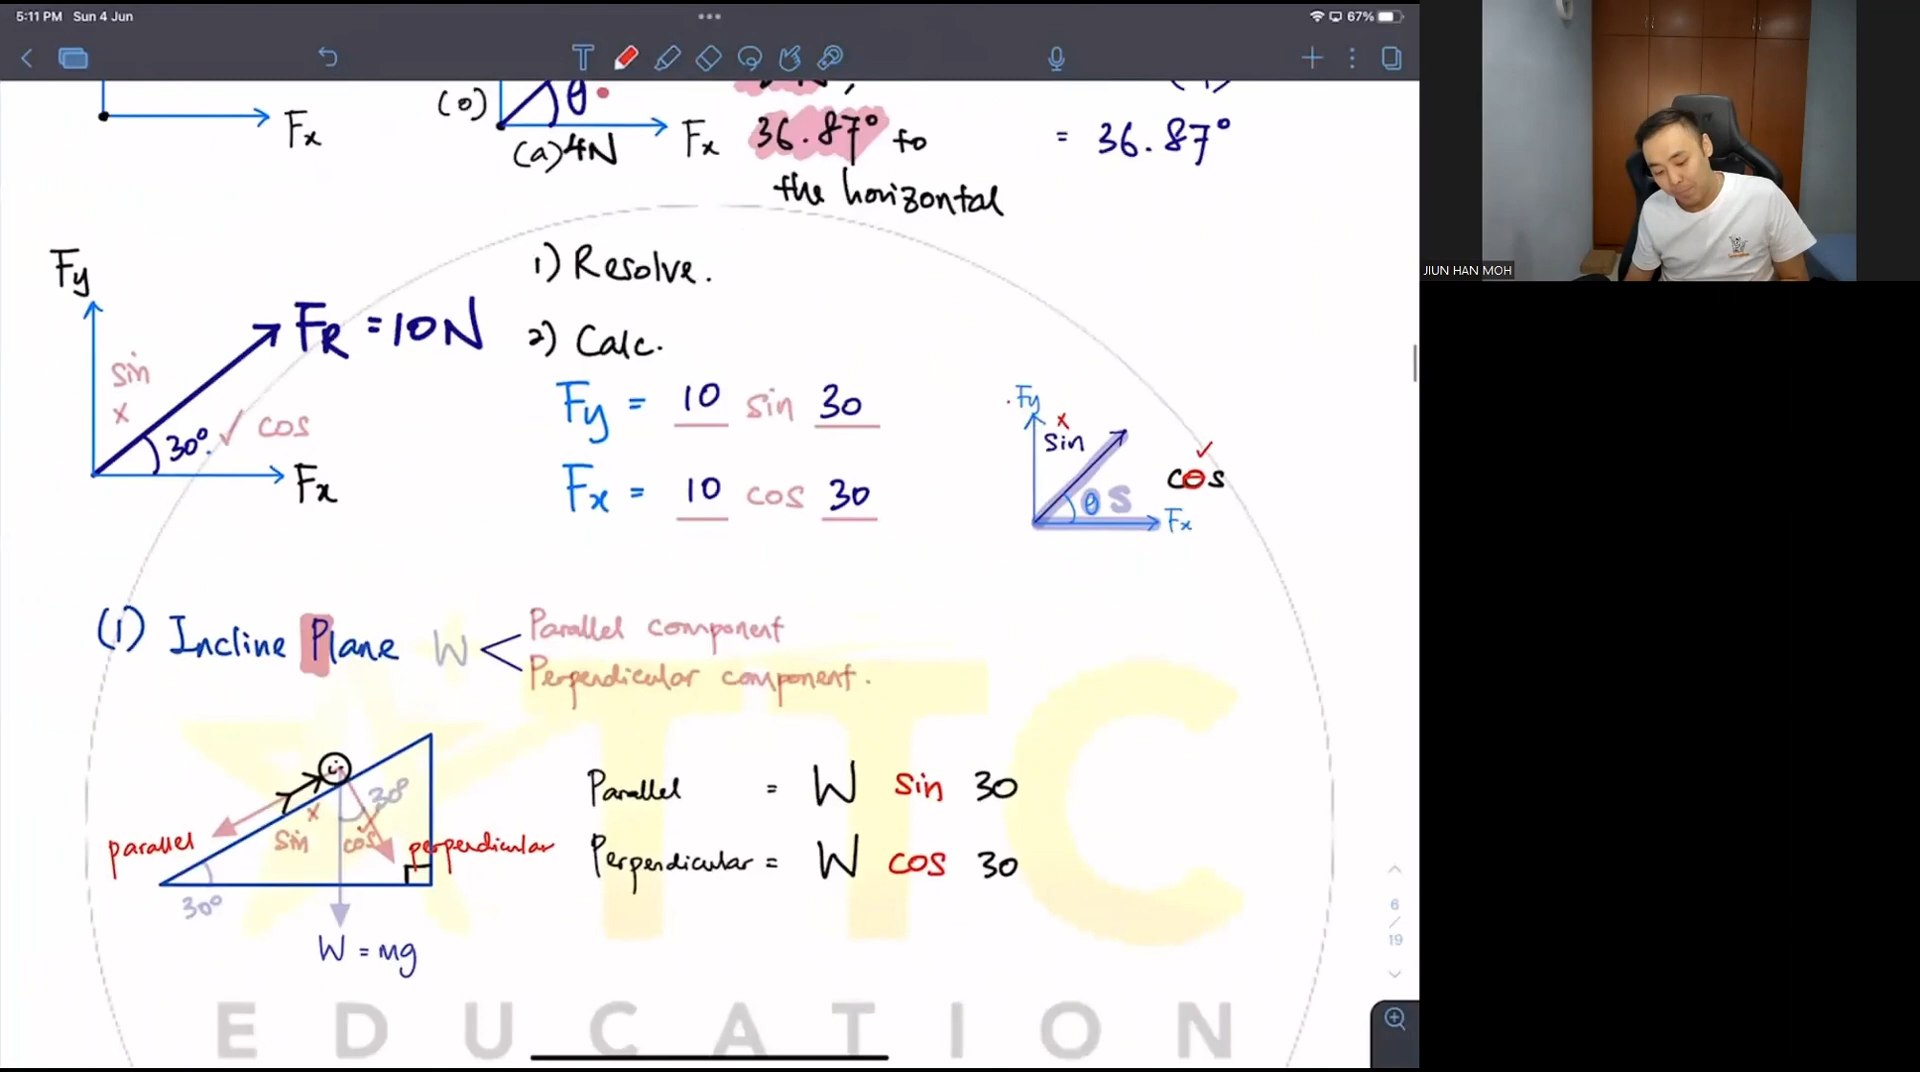 5:11 PM Sun 4 Jun
67%
T
Fx
(o)
θ
(a) 4N
Fx
36.87° to
the horizontal
= 36.87°
JIUN HAN MOH
Fy
FR = 10N
sin
x
30° ✓ cos
Fx
1) Resolve.
2) Calc.
Fy = 10 sin 30
Fx = 10 cos 30
Fy
x
sin
✓
cos
θ S
Fx
(1) Incline Plane W < Parallel component
Perpendicular component.
30°
x
sin
cos
parallel
perpendicular
30°
W = mg
Parallel = W sin 30
Perpendicular = W cos 30
TTC
EDUCATION
6
/
19